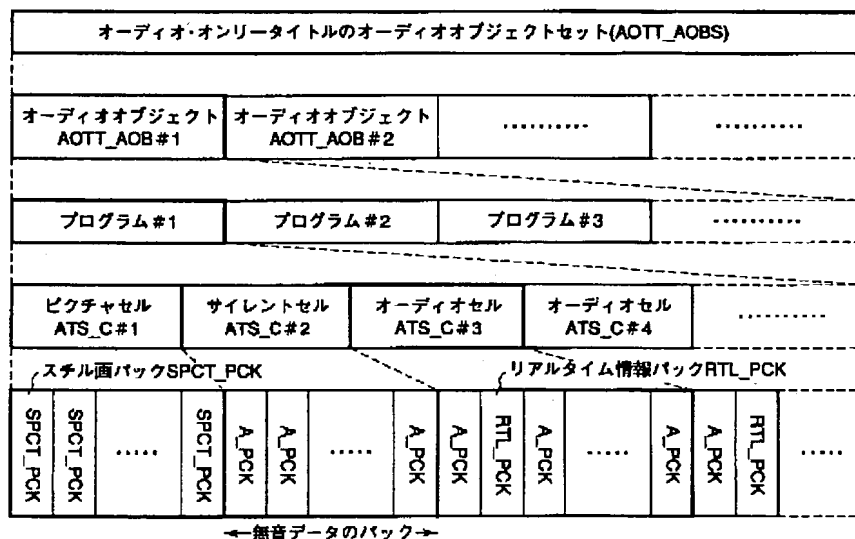 オーディオ・オンリータイトルのオーディオオブジェクトセット(AOTT_AOBS)
オーディオオブジェクト
AOTT_AOB#1
オーディオオブジェクト
AOTT_AOB#2
··········
··········
プログラム#1
プログラム#2
プログラム#3
··········
ピクチャセル
ATS_C#1
サイレントセル
ATS_C#2
オーディオセル
ATS_C#3
オーディオセル
ATS_C#4
··········
スチル画パックSPCT_PCK
リアルタイム情報パックRTL_PCK
SPCT_PCK
SPCT_PCK
·····
SPCT_PCK
A_PCK
A_PCK
·····
A_PCK
A_PCK
RTL_PCK
A_PCK
·····
A_PCK
A_PCK
RTL_PCK
·····
無音データのパック